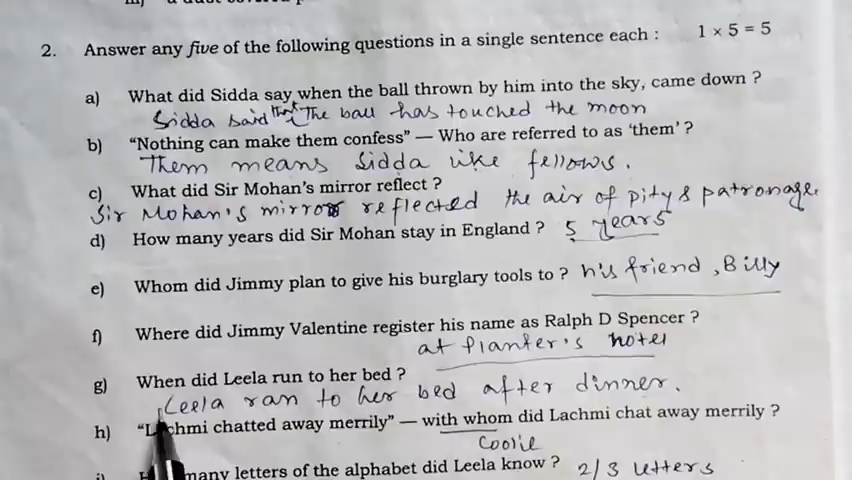 2. Answer any five of the following questions in a single sentence each : 1 × 5 = 5
a) What did Sidda say when the ball thrown by him into the sky, came down ?
Sidda said that The ball has touched the moon
b) "Nothing can make them confess" — Who are referred to as 'them' ?
Them means Sidda like fellows.
c) What did Sir Mohan's mirror reflect ?
Sir Mohan's mirror reflected the air of pity & patronage.
d) How many years did Sir Mohan stay in England ? 5 years
e) Whom did Jimmy plan to give his burglary tools to ? his friend, Billy
f) Where did Jimmy Valentine register his name as Ralph D Spencer ?
at Planter's hotel
g) When did Leela run to her bed ?
Leela ran to her bed after dinner.
h) chmi chatted away merrily" — with whom did Lachmi chat away merrily ?
Coolie
many letters of the alphabet did Leela know ? 2/3 letters